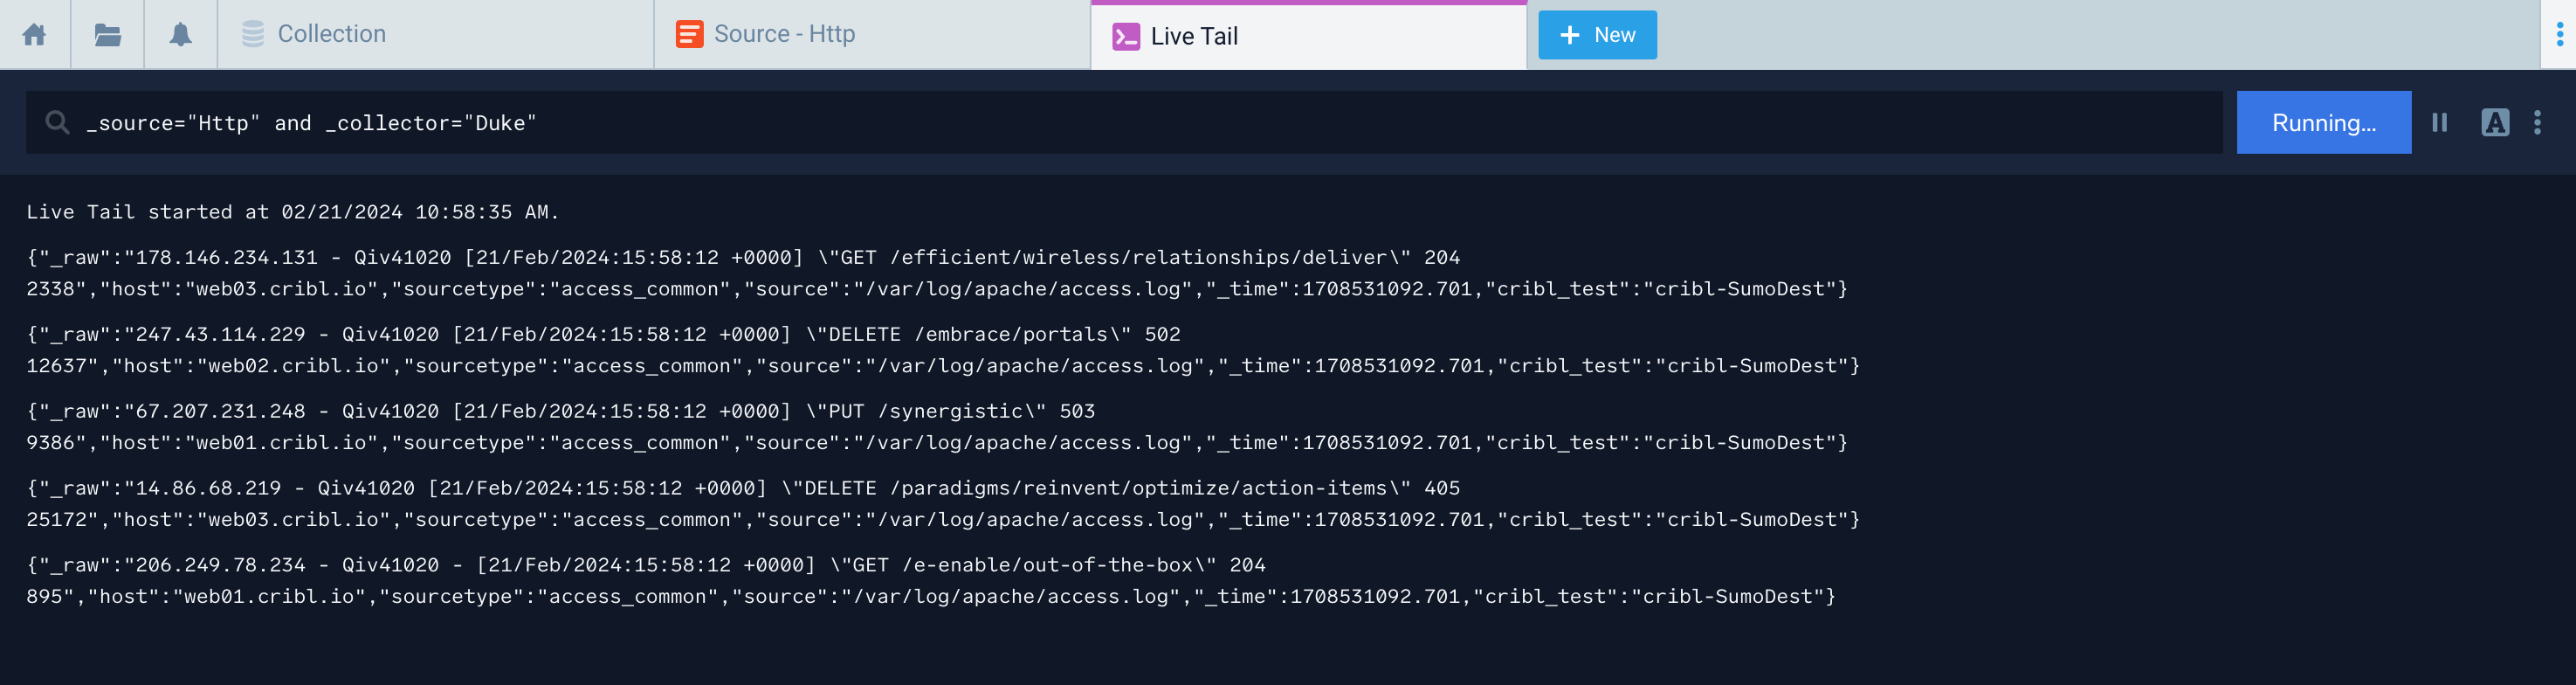 Collection
Source - Http
Live Tail
+ New
_source="Http" and _collector="Duke"
Running...
A
Live Tail started at 02/21/2024 10:58:35 AM.
{"_raw":"178.146.234.131 - Qiv41020 [21/Feb/2024:15:58:12 +0000] \"GET /efficient/wireless/relationships/deliver\" 204
2338","host":"web03.cribl.io","sourcetype":"access_common","source":"/var/log/apache/access.log","_time":1708531092.701,"cribl_test":"cribl-SumoDest"}
{"_raw":"247.43.114.229 - Qiv41020 [21/Feb/2024:15:58:12 +0000] \"DELETE /embrace/portals\" 502
12637","host":"web02.cribl.io","sourcetype":"access_common","source":"/var/log/apache/access.log","_time":1708531092.701,"cribl_test":"cribl-SumoDest"}
{"_raw":"67.207.231.248 - Qiv41020 [21/Feb/2024:15:58:12 +0000] \"PUT /synergistic\" 503
9386","host":"web01.cribl.io","sourcetype":"access_common","source":"/var/log/apache/access.log","_time":1708531092.701,"cribl_test":"cribl-SumoDest"}
{"_raw":"14.86.68.219 - Qiv41020 [21/Feb/2024:15:58:12 +0000] \"DELETE /paradigms/reinvent/optimize/action-items\" 405
25172","host":"web03.cribl.io","sourcetype":"access_common","source":"/var/log/apache/access.log","_time":1708531092.701,"cribl_test":"cribl-SumoDest"}
{"_raw":"206.249.78.234 - Qiv41020 - [21/Feb/2024:15:58:12 +0000] \"GET /e-enable/out-of-the-box\" 204
895","host":"web01.cribl.io","sourcetype":"access_common","source":"/var/log/apache/access.log","_time":1708531092.701,"cribl_test":"cribl-SumoDest"}